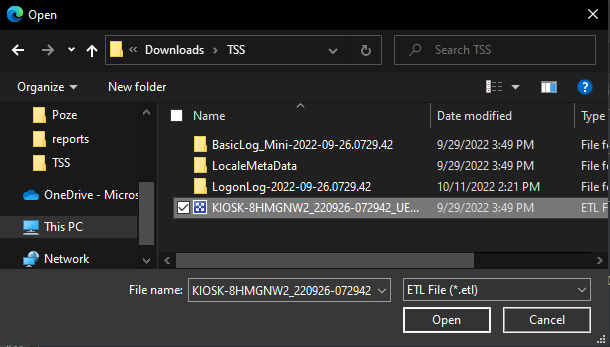 Open
« Downloads > TSS
Search TSS
Organize
New folder
Name
Date modified
Type
Poze
reports
TSS
OneDrive - Micros
This PC
Network
BasicLog_Mini-2022-09-26.0729.42
9/29/2022 3:49 PM
File fo
LocaleMetaData
9/29/2022 3:49 PM
File fo
LogonLog-2022-09-26.0729.42
10/11/2022 2:21 PM
File fo
KIOSK-8HMGNW2_220926-072942_UE...
9/29/2022 3:49 PM
ETL F
File name:
KIOSK-8HMGNW2_220926-072942
ETL File (*.etl)
Open
Cancel